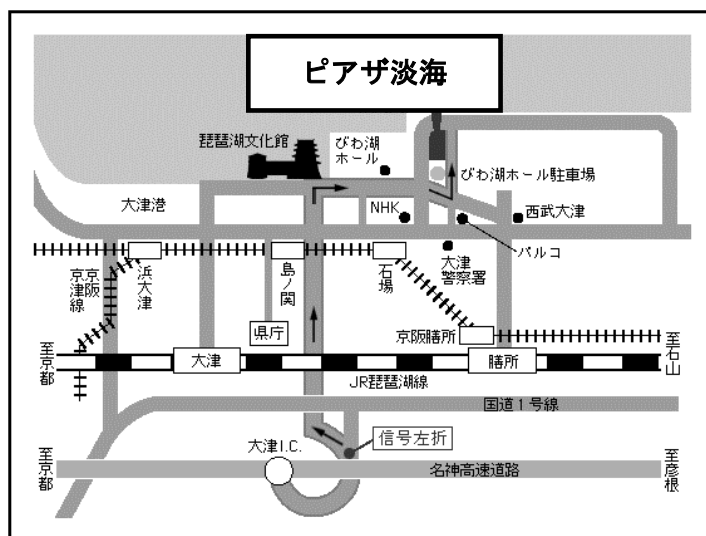 ピアザ淡海
琵琶湖文化館
びわ湖
ホール
びわ湖ホール駐車場
大津港
NHK
西武大津
パルコ
京阪
京津線
浜大津
島ノ関
石場
大津
警察署
県庁
京阪膳所
至京都
大津
膳所
至石山
JR琵琶湖線
国道1号線
大津I.C.
信号左折
至京都
名神高速道路
至彦根